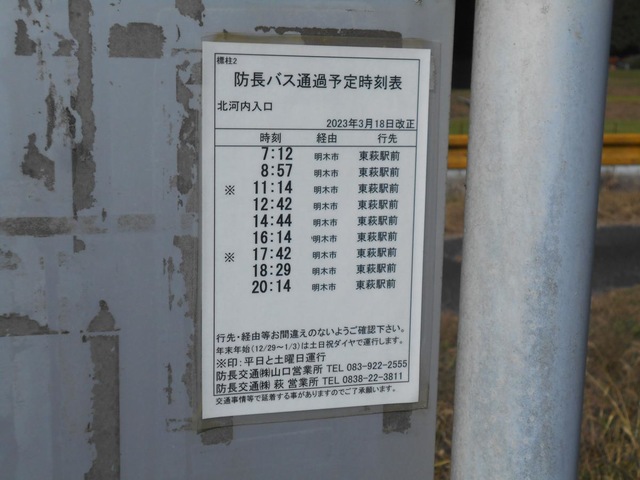 標柱2
防長バス通過予定時刻表
北河内入口
2023年3月18日改正
時刻 経由 行先
7:12 明木市 東萩駅前
8:57 明木市 東萩駅前
※ 11:14 明木市 東萩駅前
12:42 明木市 東萩駅前
14:44 明木市 東萩駅前
16:14 明木市 東萩駅前
※ 17:42 明木市 東萩駅前
18:29 明木市 東萩駅前
20:14 明木市 東萩駅前
行先・経由等お間違えのないようご確認下さい。
年末年始(12/29～1/3)は土日祝ダイヤで運行します。
※印:平日と土曜日運行
防長交通㈱山口営業所 TEL 083-922-2555
防長交通㈱ 萩 営業所 TEL 0838-22-3811
交通事情等で延着する事がありますのでご了承願います。